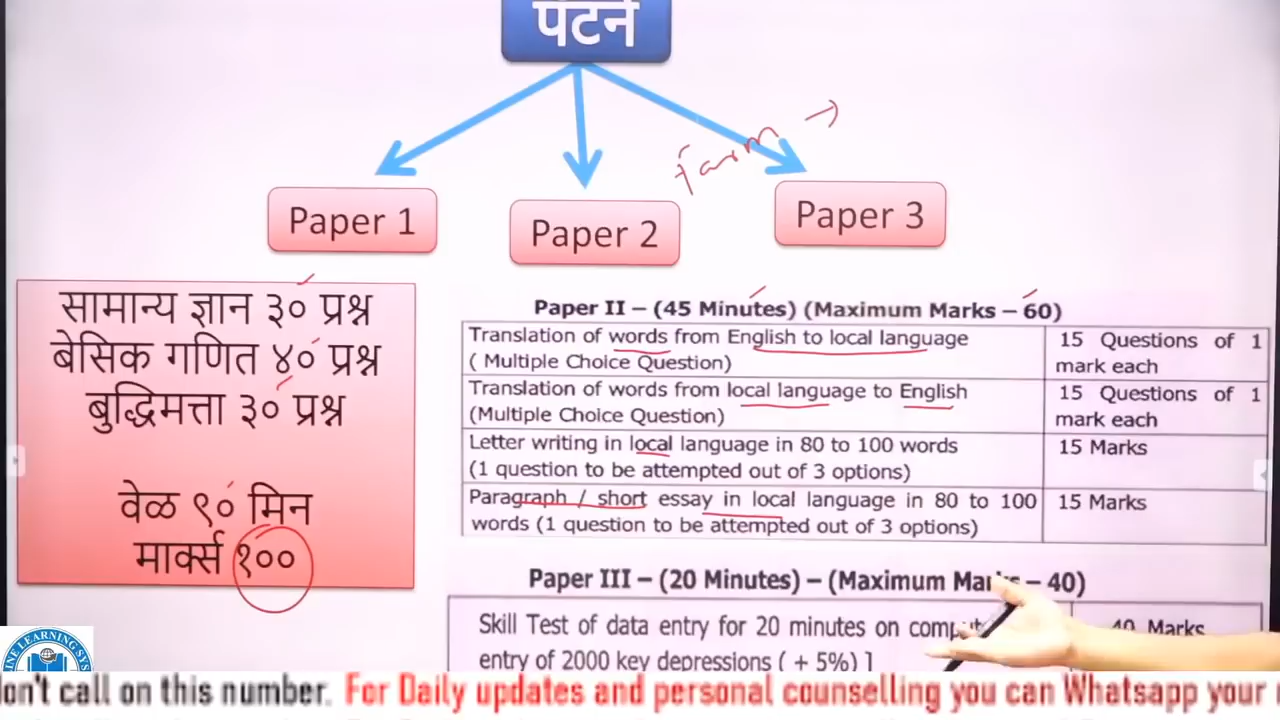 पॅटर्न
Farm →
Paper 1
Paper 2
Paper 3
सामान्य ज्ञान ३० प्रश्न
बेसिक गणित ४० प्रश्न
बुद्धिमत्ता ३० प्रश्न
वेळ ९० मिन
मार्क्स १००
Paper II – (45 Minutes) (Maximum Marks – 60)
Translation of words from English to local language
( Multiple Choice Question)
15 Questions of 1
mark each
Translation of words from local language to English
(Multiple Choice Question)
15 Questions of 1
mark each
Letter writing in local language in 80 to 100 words
(1 question to be attempted out of 3 options)
15 Marks
Paragraph / short essay in local language in 80 to 100
words (1 question to be attempted out of 3 options)
15 Marks
Paper III – (20 Minutes) – (Maximum Marks – 40)
Skill Test of data entry for 20 minutes on
40 Marks
entry of 2000 key depressions ( + 5%) ]
don't call on this number. For Daily updates and personal counselling you can Whatsapp your